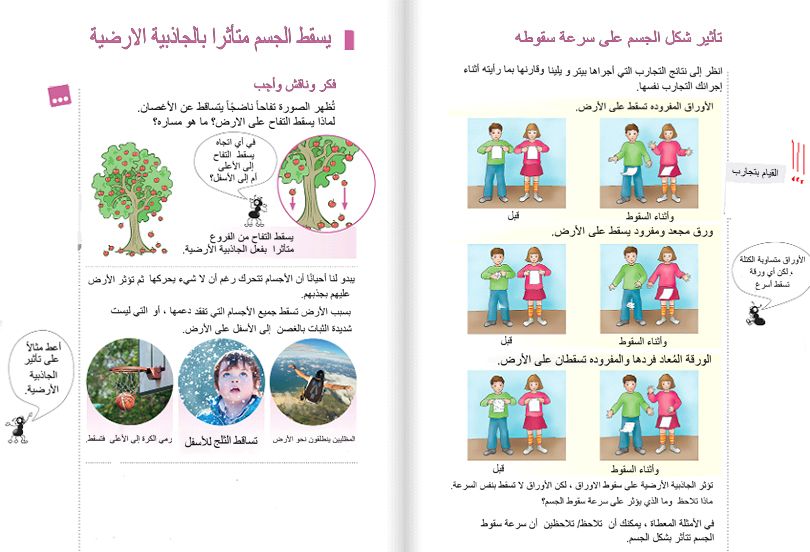 تأثير شكل الجسم على سرعة سقوطه
انظر إلى نتائج التجارب التي أجراها بيتر و يلينا وقارنها بما رأيته أثناء
إجرائك التجارب نفسها.
الأوراق المفروده تسقط على الأرض.
القيام بتجارب
قبل
وأثناء السقوط
ورق مجعد ومفرود يسقط على الأرض.
الأوراق متساوية الكتلة
م لكن أي ورقة
تسقط أسرع
قبل
وأثناء السقوط
الورقة المُعاد فردها والمفروده تسقطان على الأرض.
قبل
وأثناء السقوط
تؤثر الجاذبية الأرضية على سقوط الاوراق ، لكن الأوراق لا تسقط بنفس السرعة.
ماذا تلاحظ وما الذي يؤثر على سرعة سقوط الجسم؟
في الأمثلة المعطاة ، يمكنك أن تلاحظ/ تلاحظين أن سرعة سقوط
الجسم تتأثر بشكل الجسم.
يسقط الجسم متأثرا بالجاذبية الارضية
فكر وناقش وأجب
تُظهر الصورة تفاحاً ناضجًا يتساقط عن الأغصان.
لماذا يسقط التفاح على الارض؟ ما هو مساره؟
في أي اتجاه
يسقط التفاح
إلى الأعلى
أم إلى الأسفل؟
يسقط التفاح من الفروع
متأثرا بفعل الجاذبية الأرضية.
يبدو لنا أحيانًا أن الأجسام تتحرك رغم أن لا شيء يحركها ثم تؤثر الأرض
عليهم بجذبهم.
بسبب الأرض تسقط جميع الأجسام التي تفقد دعمها ، أو التي ليست
شديدة الثبات بالغصن إلى الأسفل على الأرض.
أعط مثالاً
على تأثير
الجاذبية
الأرضية.
المظليين ينطلقون نحو الأرض
تساقط الثلج للأسفل
رمي الكرة إلى الأعلى فتسقط.